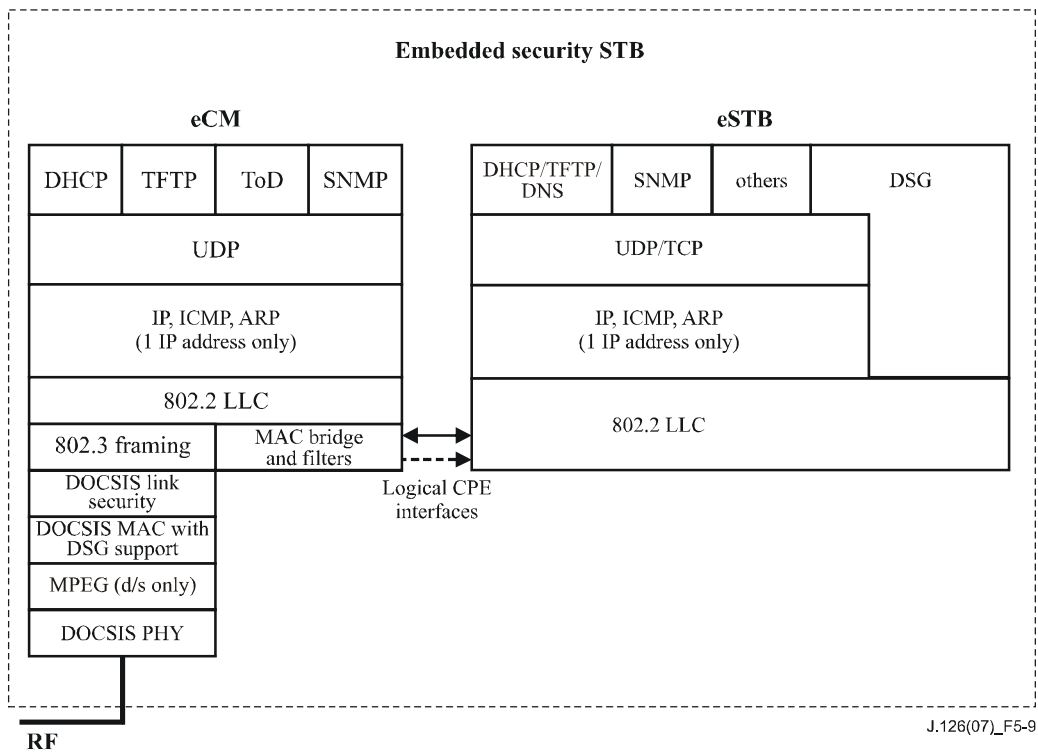 Embedded security STB
eCM
eSTB
DHCP
TFTP
ToD
SNMP
UDP
IP, ICMP, ARP
(1 IP address only)
802.2 LLC
802.3 framing
MAC bridge
and filters
DOCSIS link
security
DOCSIS MAC with
DSG support
MPEG (d/s only)
DOCSIS PHY
RF
Logical CPE
interfaces
DHCP/TFTP/
DNS
SNMP
others
DSG
UDP/TCP
IP, ICMP, ARP
(1 IP address only)
802.2 LLC
J.126(07)_F5-9